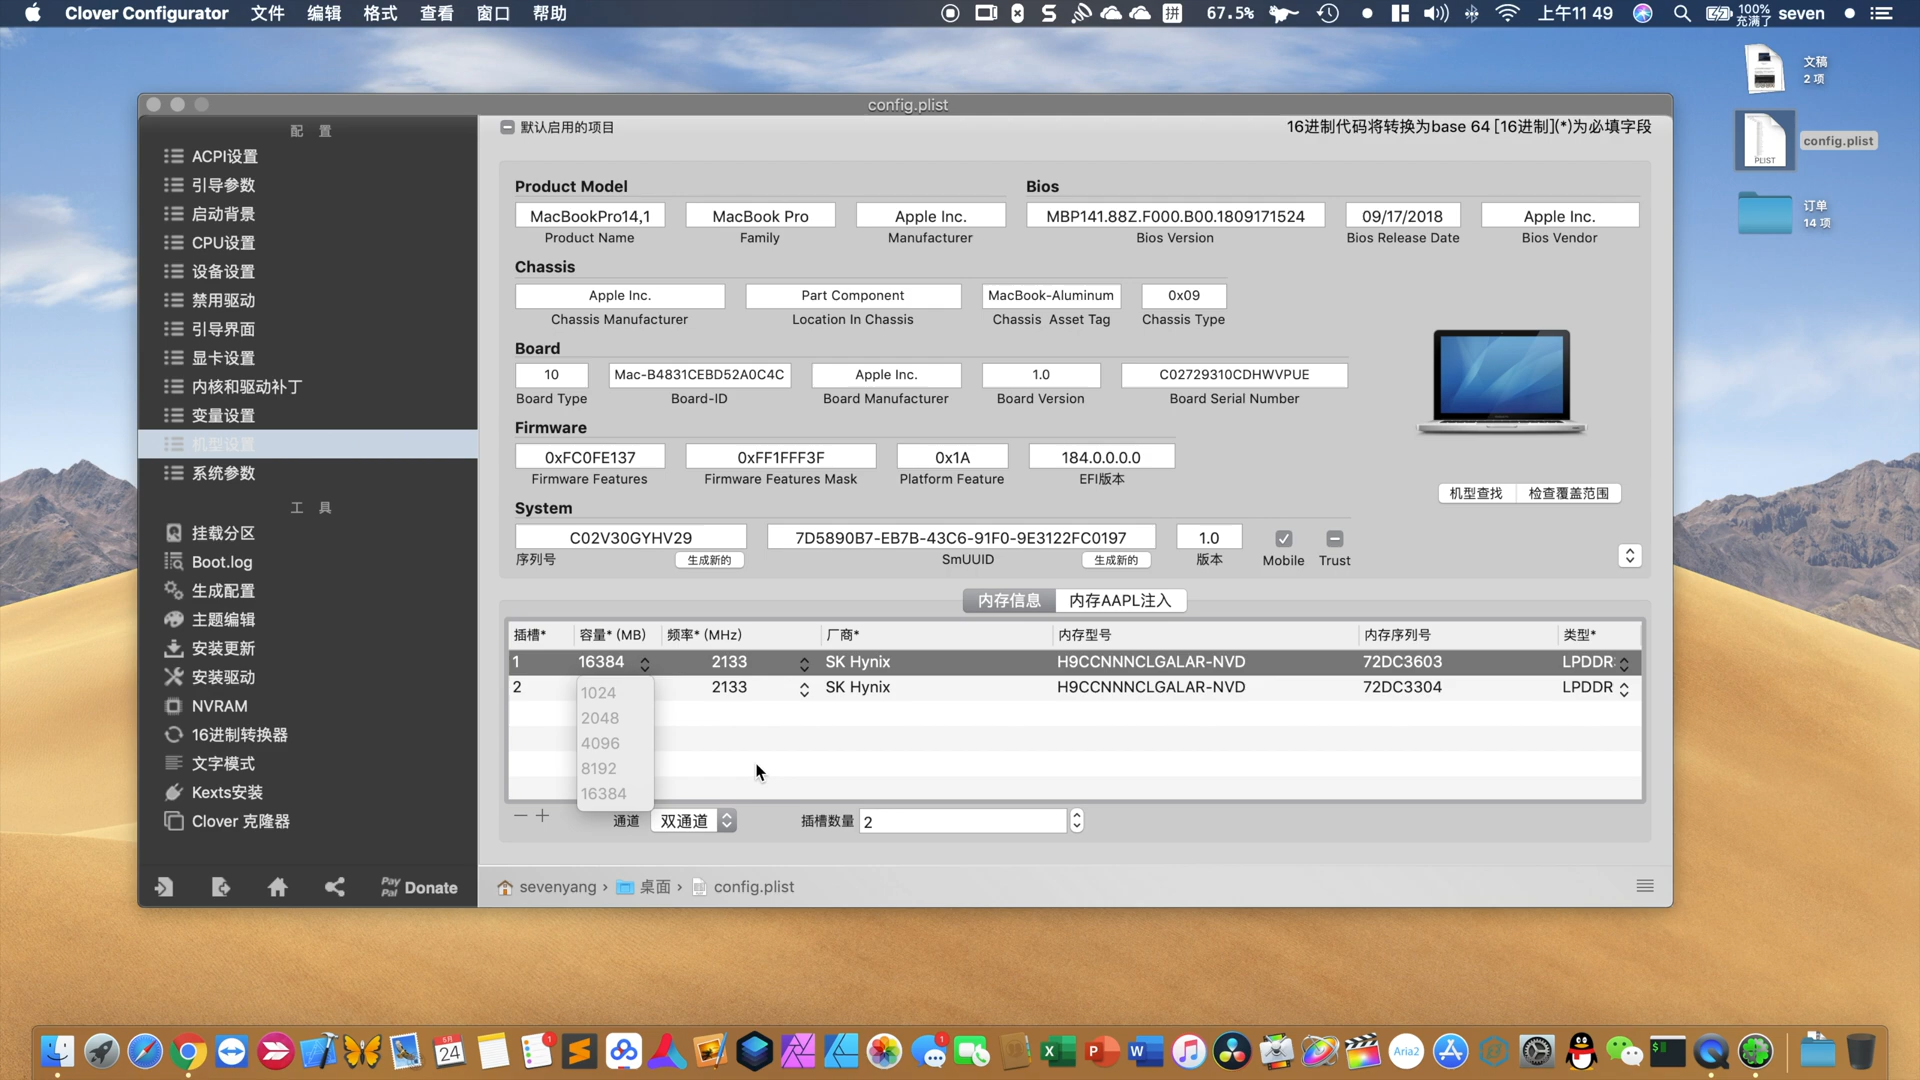 Clover Configurator 文件 编辑 格式 查看 窗口 帮助
拼 67.5% 上午11 49 100% 充满了 seven
文稿
2 项
PLIST
config.plist
订单
14 项
config.plist
配 置
ACPI设置
引导参数
启动背景
CPU设置
设备设置
禁用驱动
引导界面
显卡设置
内核和驱动补丁
变量设置
机型设置
系统参数
工 具
挂载分区
Boot.log
生成配置
主题编辑
安装更新
安装驱动
NVRAM
16进制转换器
文字模式
Kexts安装
Clover 克隆器
PayPal Donate
默认启用的项目 16进制代码将转换为base 64 [16进制](*)为必填字段
Product Model Bios
MacBookPro14,1 MacBook Pro Apple Inc. MBP141.88Z.F000.B00.1809171524 09/17/2018 Apple Inc.
Product Name Family Manufacturer Bios Version Bios Release Date Bios Vendor
Chassis
Apple Inc. Part Component MacBook-Aluminum 0x09
Chassis Manufacturer Location In Chassis Chassis Asset Tag Chassis Type
Board
10 Mac-B4831CEBD52A0C4C Apple Inc. 1.0 C02729310CDHWVPUE
Board Type Board-ID Board Manufacturer Board Version Board Serial Number
Firmware
0xFC0FE137 0xFF1FFF3F 0x1A 184.0.0.0.0
Firmware Features Firmware Features Mask Platform Feature EFI版本
机型查找 检查覆盖范围
System
C02V30GYHV29 7D5890B7-EB7B-43C6-91F0-9E3122FC0197 1.0
序列号 生成新的 SmUUID 生成新的 版本 Mobile Trust
内存信息 内存AAPL注入
插槽* 容量* (MB) 频率* (MHz) 厂商* 内存型号 内存序列号 类型*
1 16384 2133 SK Hynix H9CCNNNCLGALAR-NVD 72DC3603 LPDDR
2 2133 SK Hynix H9CCNNNCLGALAR-NVD 72DC3304 LPDDR
1024
2048
4096
8192
16384
通道 双通道 插槽数量 2
sevenyang › 桌面 › config.plist
5月
24
1
1
X
P
W
Aria2